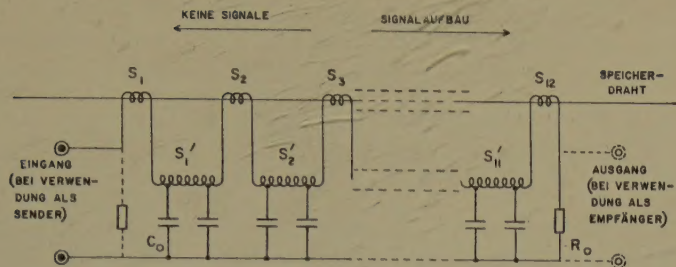 KEINE SIGNALE
SIGNALAUFBAU
S1
S2
S3
S12
SPEICHER-
DRAHT
EINGANG
(BEI VERWEN-
DUNG ALS
SENDER)
S1'
S2'
S11'
AUSGANG
(BEI VERWEN-
DUNG ALS
EMPFÄNGER)
C0
R0